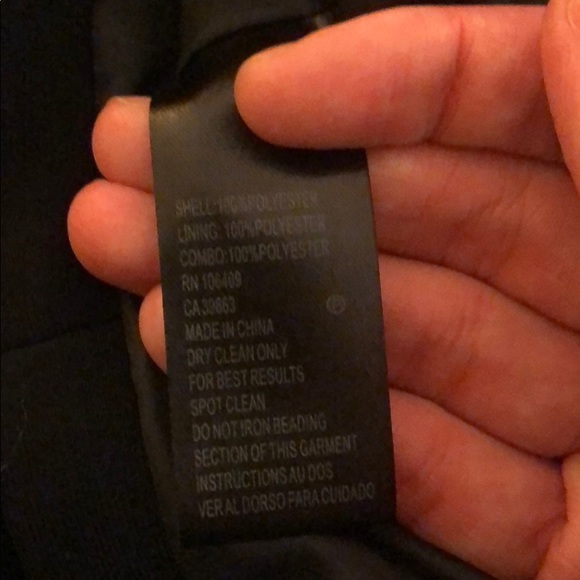 SHELL:100%POLYESTER
LINING: 100%POLYESTER
COMBO:100%POLYESTER
RN 106409
CA 30663
MADE IN CHINA
DRY CLEAN ONLY
FOR BEST RESULTS
SPOT CLEAN
DO NOT IRON BEADING
SECTION OF THIS GARMENT
INSTRUCTIONS AU DOS
VER AL DORSO PARA CUIDADO